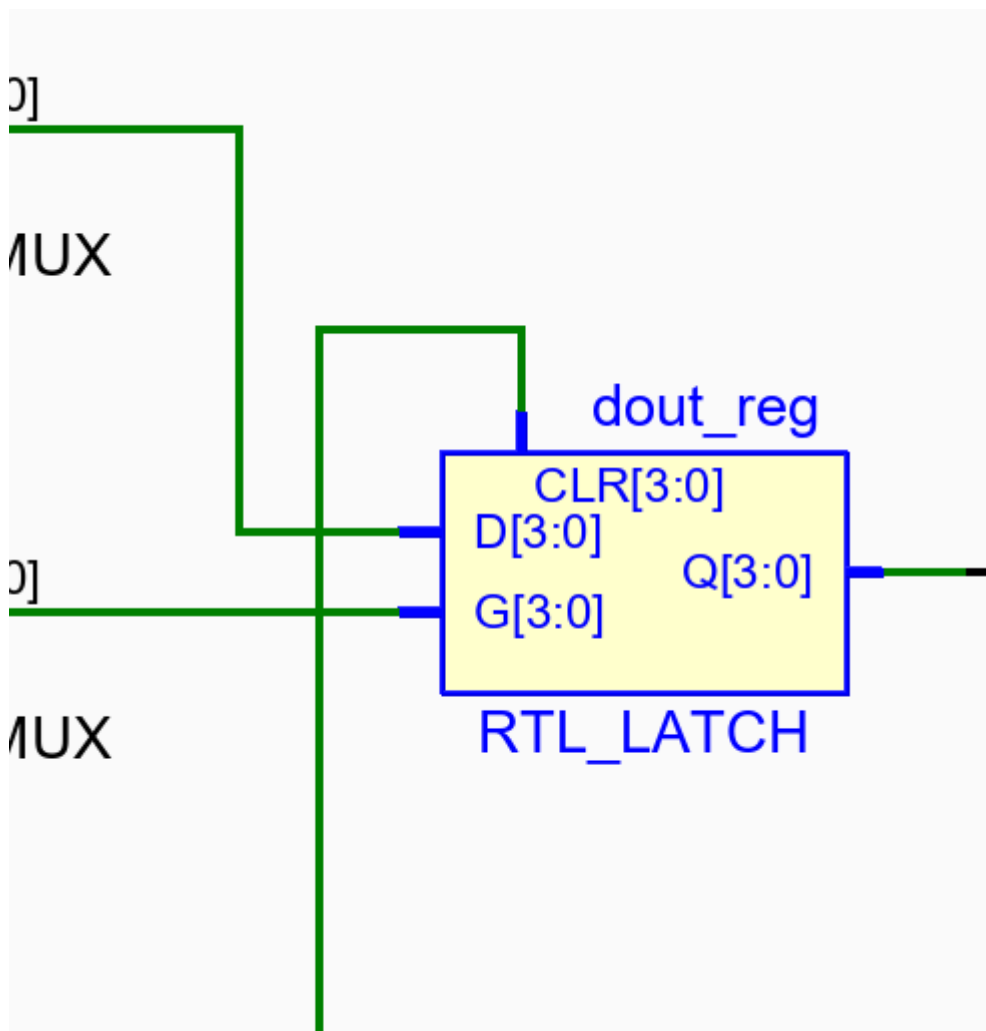 0]
MUX
dout_reg
CLR[3:0]
D[3:0]
Q[3:0]
0]
G[3:0]
MUX
RTL_LATCH